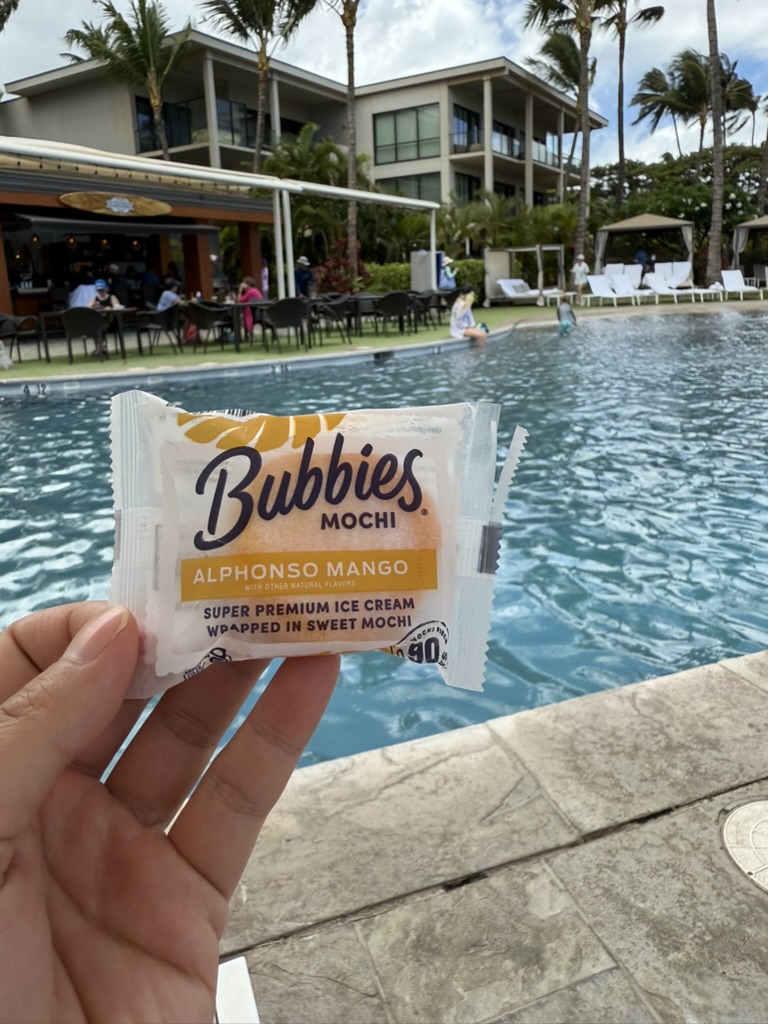 Bubbies
MOCHI®
ALPHONSO MANGO
WITH OTHER NATURAL FLAVORS
SUPER PREMIUM ICE CREAM
WRAPPED IN SWEET MOCHI
90